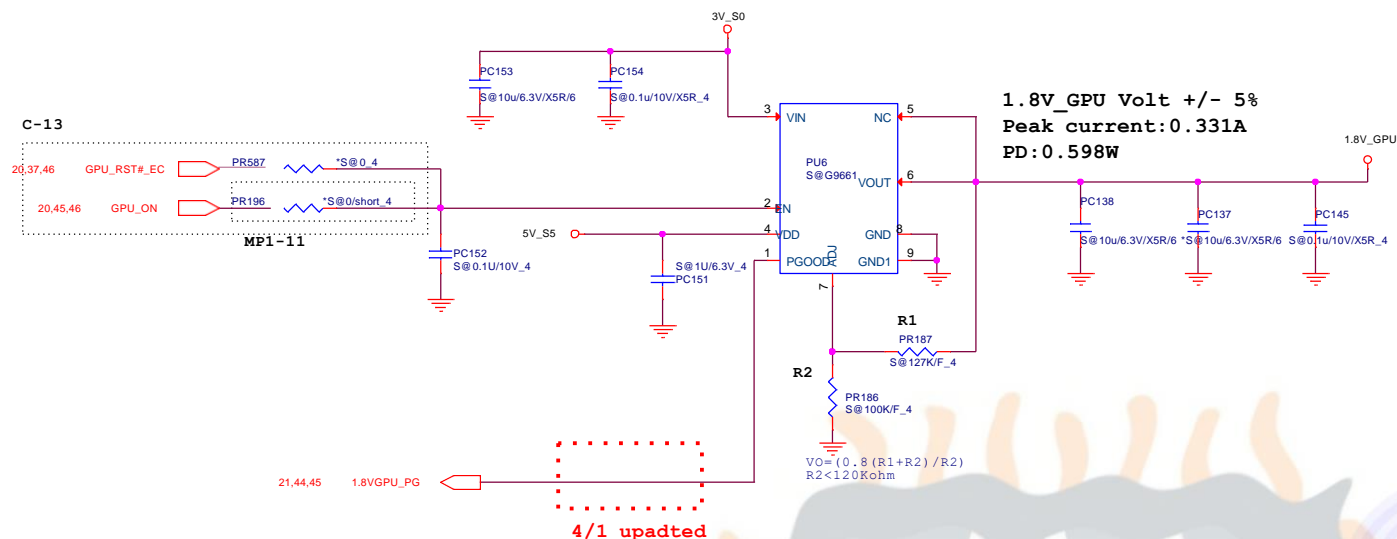 3V_S0
PC153
S@10u/6.3V/X5R/6
PC154
S@0.1u/10V/X5R_4
1.8V_GPU Volt +/- 5%
Peak current:0.331A
PD:0.598W
1.8V_GPU
C-13
20,37,46 GPU_RST#_EC
PR587
*S@0_4
20,45,46 GPU_ON
PR196
*S@0/short_4
MP1-11
PC152
S@0.1U/10V_4
5V_S5
S@1U/6.3V_4
PC151
3 VIN
NC 5
PU6
S@G9661
VOUT 6
2 EN
4 VDD
GND 8
1 PGOOD
GND1 9
ADJ
7
PC138
S@10u/6.3V/X5R/6
PC137
*S@10u/6.3V/X5R/6
PC145
S@0.1u/10V/X5R_4
R1
PR187
S@127K/F_4
R2
PR186
S@100K/F_4
VO=(0.8(R1+R2)/R2)
R2<120Kohm
21,44,45 1.8VGPU_PG
4/1 upadted